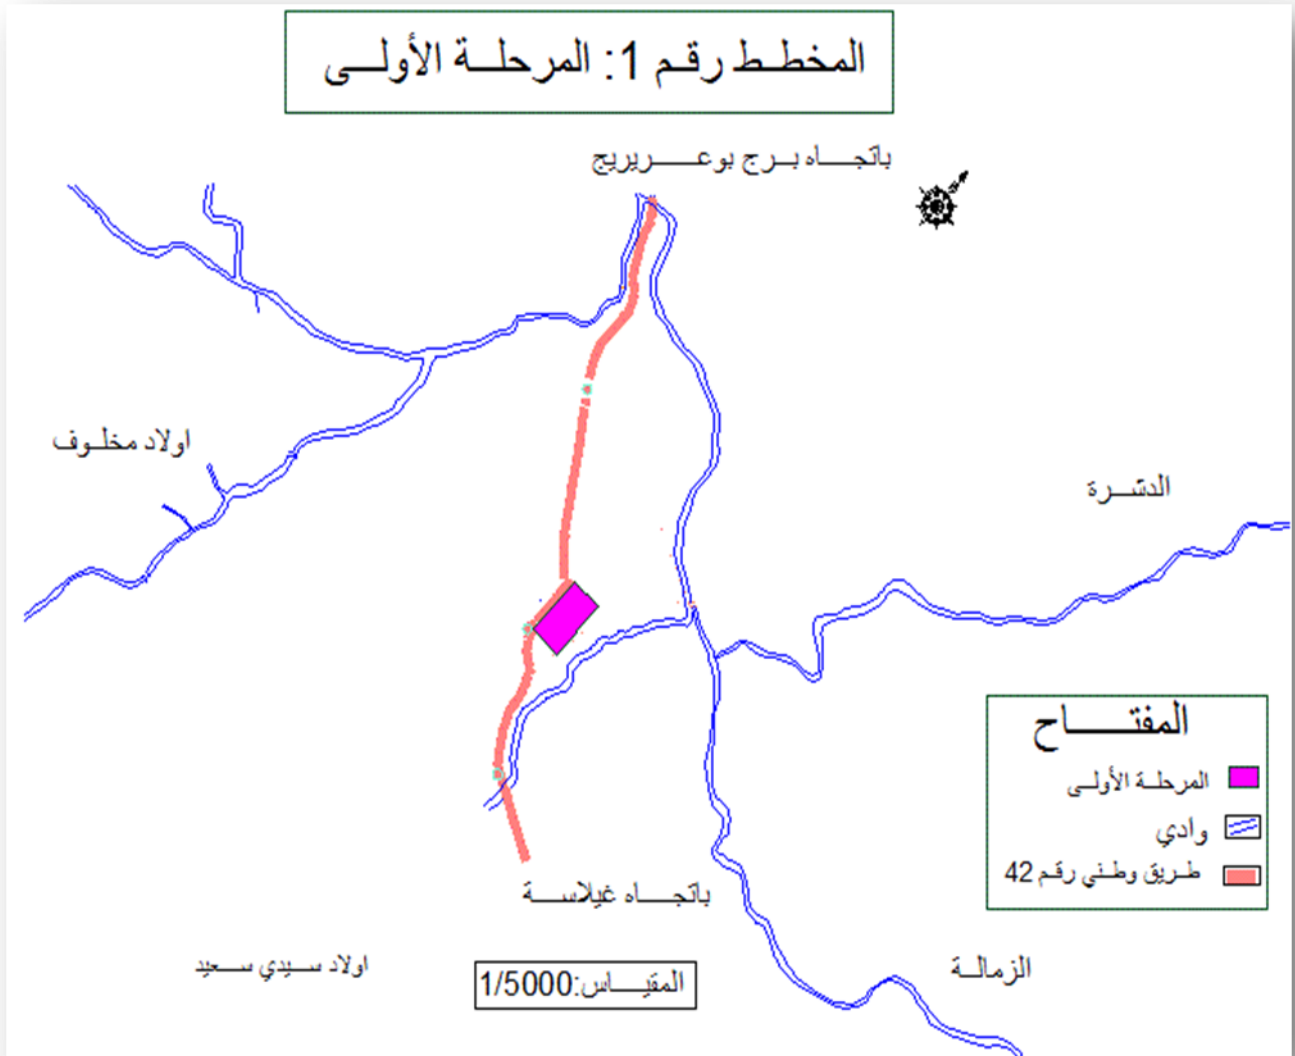 المخطط رقم 1: المرحلة الأولى
باتجاه برج بوعريريج
اولاد مخلوف
الدشرة
المفتاح
المرحلة الأولى
وادي
طريق وطني رقم 42
باتجاه غيلاسة
اولاد سيدي سعيد
المقياس:1/5000
الزمالة